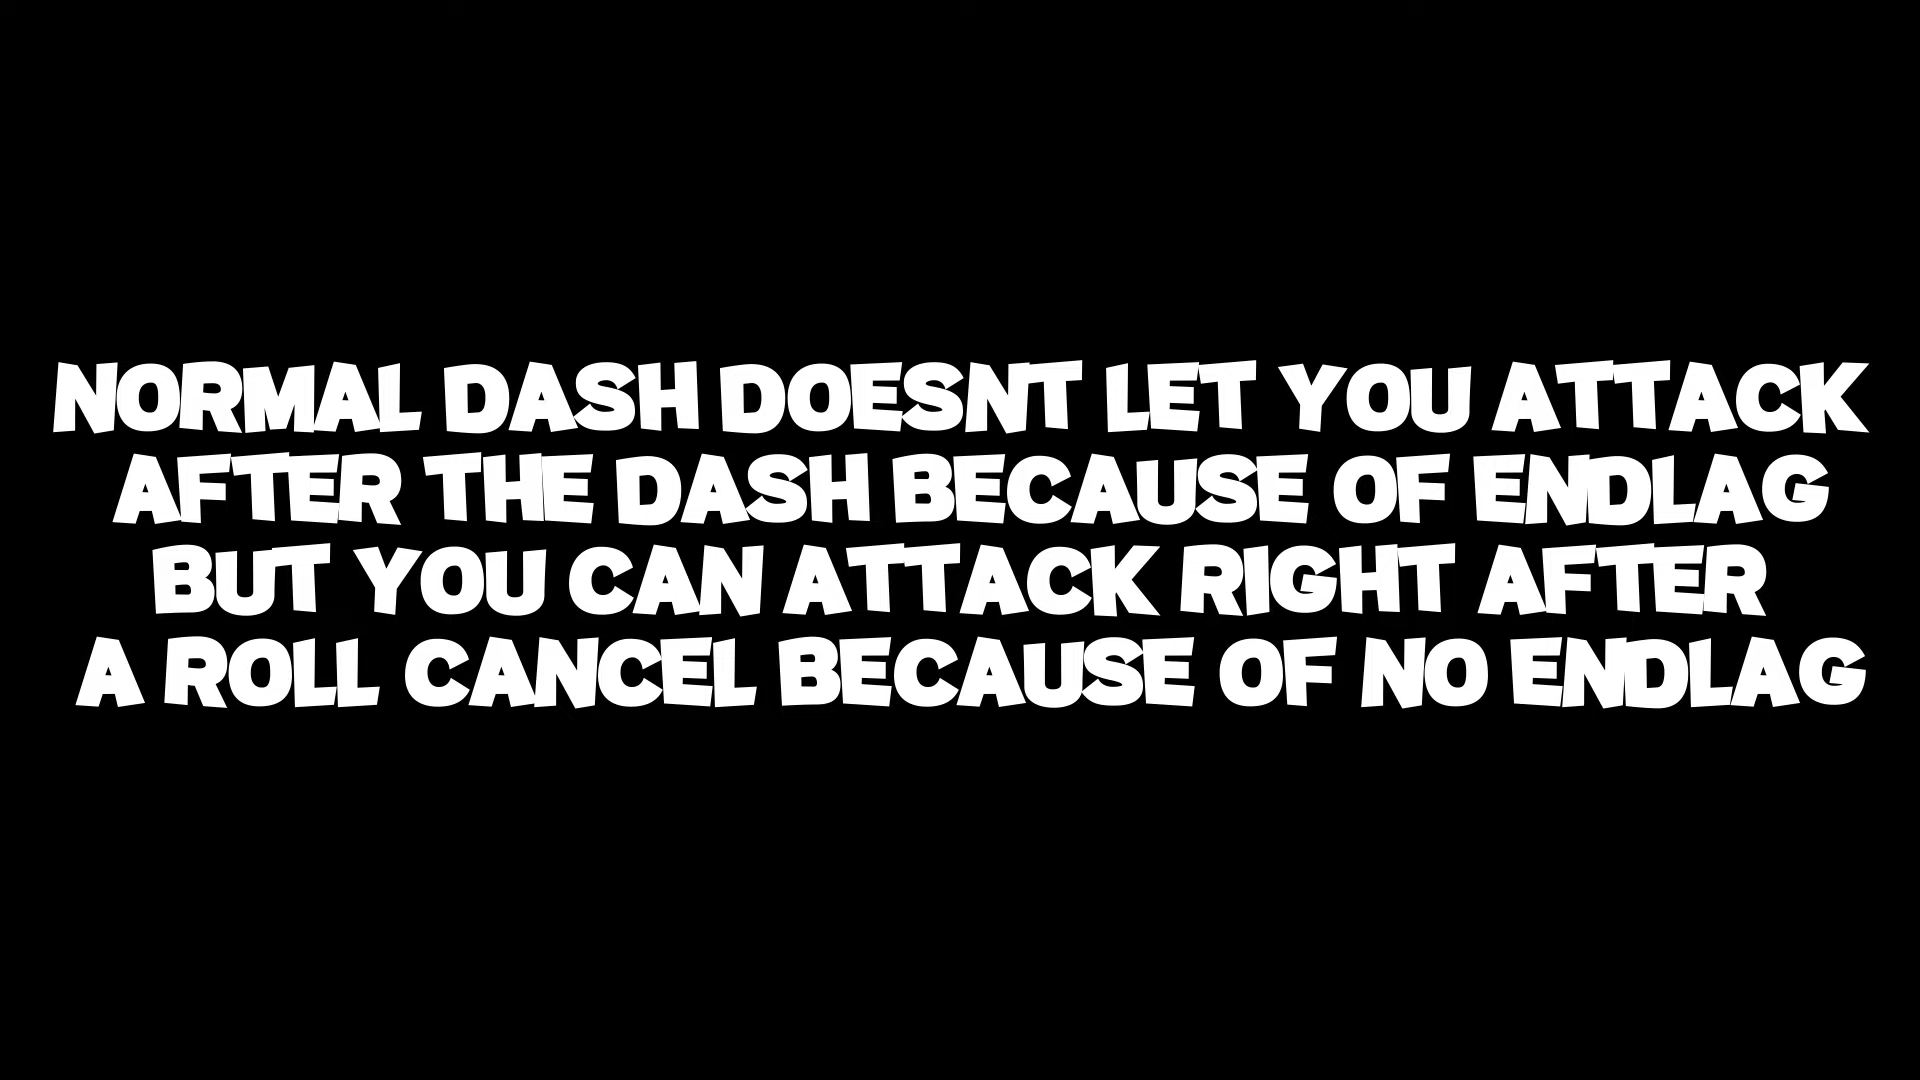 NORMAL DASH DOESNT LET YOU ATTACK
AFTER THE DASH BECAUSE OF ENDLAG
BUT YOU CAN ATTACK RIGHT AFTER
A ROLL CANCEL BECAUSE OF NO ENDLAG